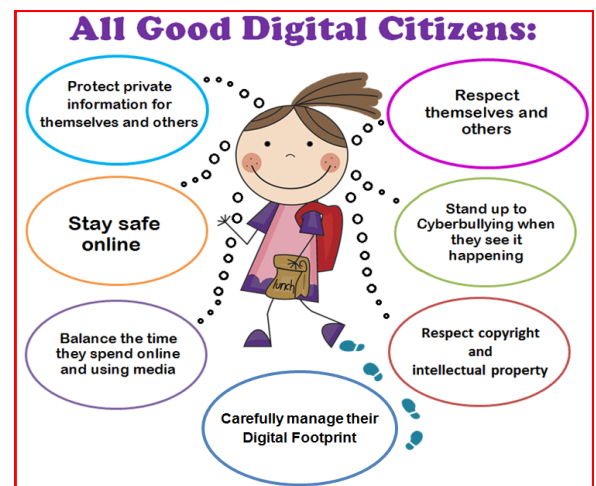 All Good Digital Citizens:
Protect private
information for
themselves and others
Respect
themselves and
others
Stay safe
online
Stand up to
Cyberbullying when
they see it
happening
lunch
Balance the time
they spend online
and using media
Respect copyright
and
intellectual property
Carefully manage their
Digital Footprint